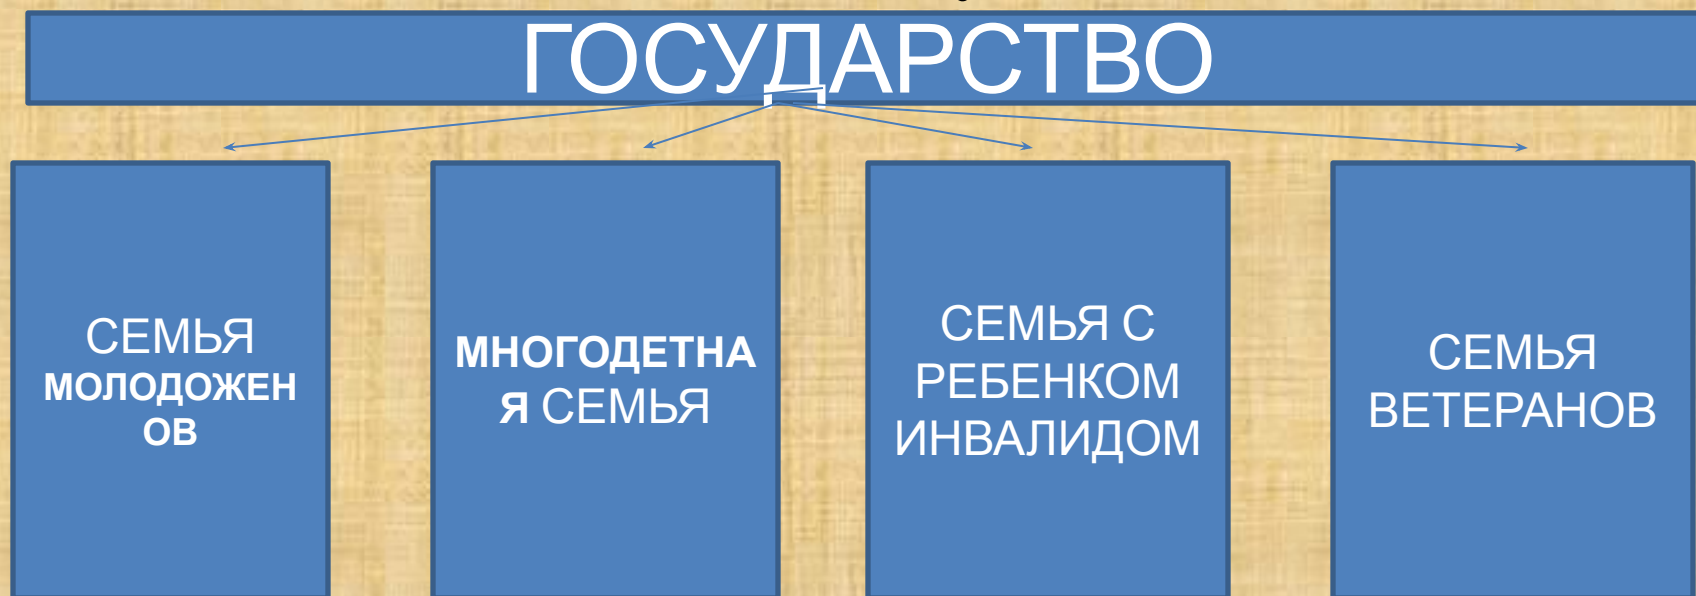 ГОСУДАРСТВО
СЕМЬЯ
МОЛОДОЖЕН
ОВ
МНОГОДЕТНА
Я СЕМЬЯ
СЕМЬЯ С
РЕБЕНКОМ
ИНВАЛИДОМ
СЕМЬЯ
ВЕТЕРАНОВ